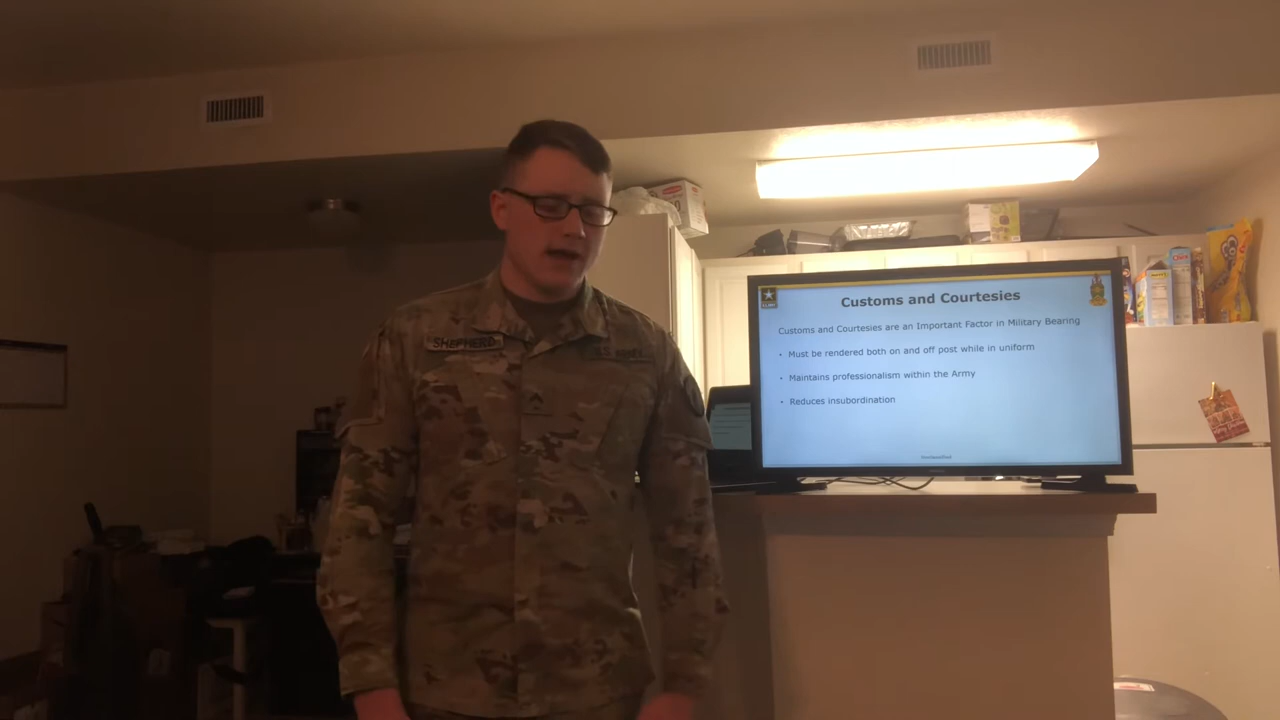 Customs and Courtesies
Customs and Courtesies are an Important Factor in Military Bearing
• Must be rendered both on and off post while in uniform
• Maintains professionalism within the Army
• Reduces insubordination
SHEPHERD